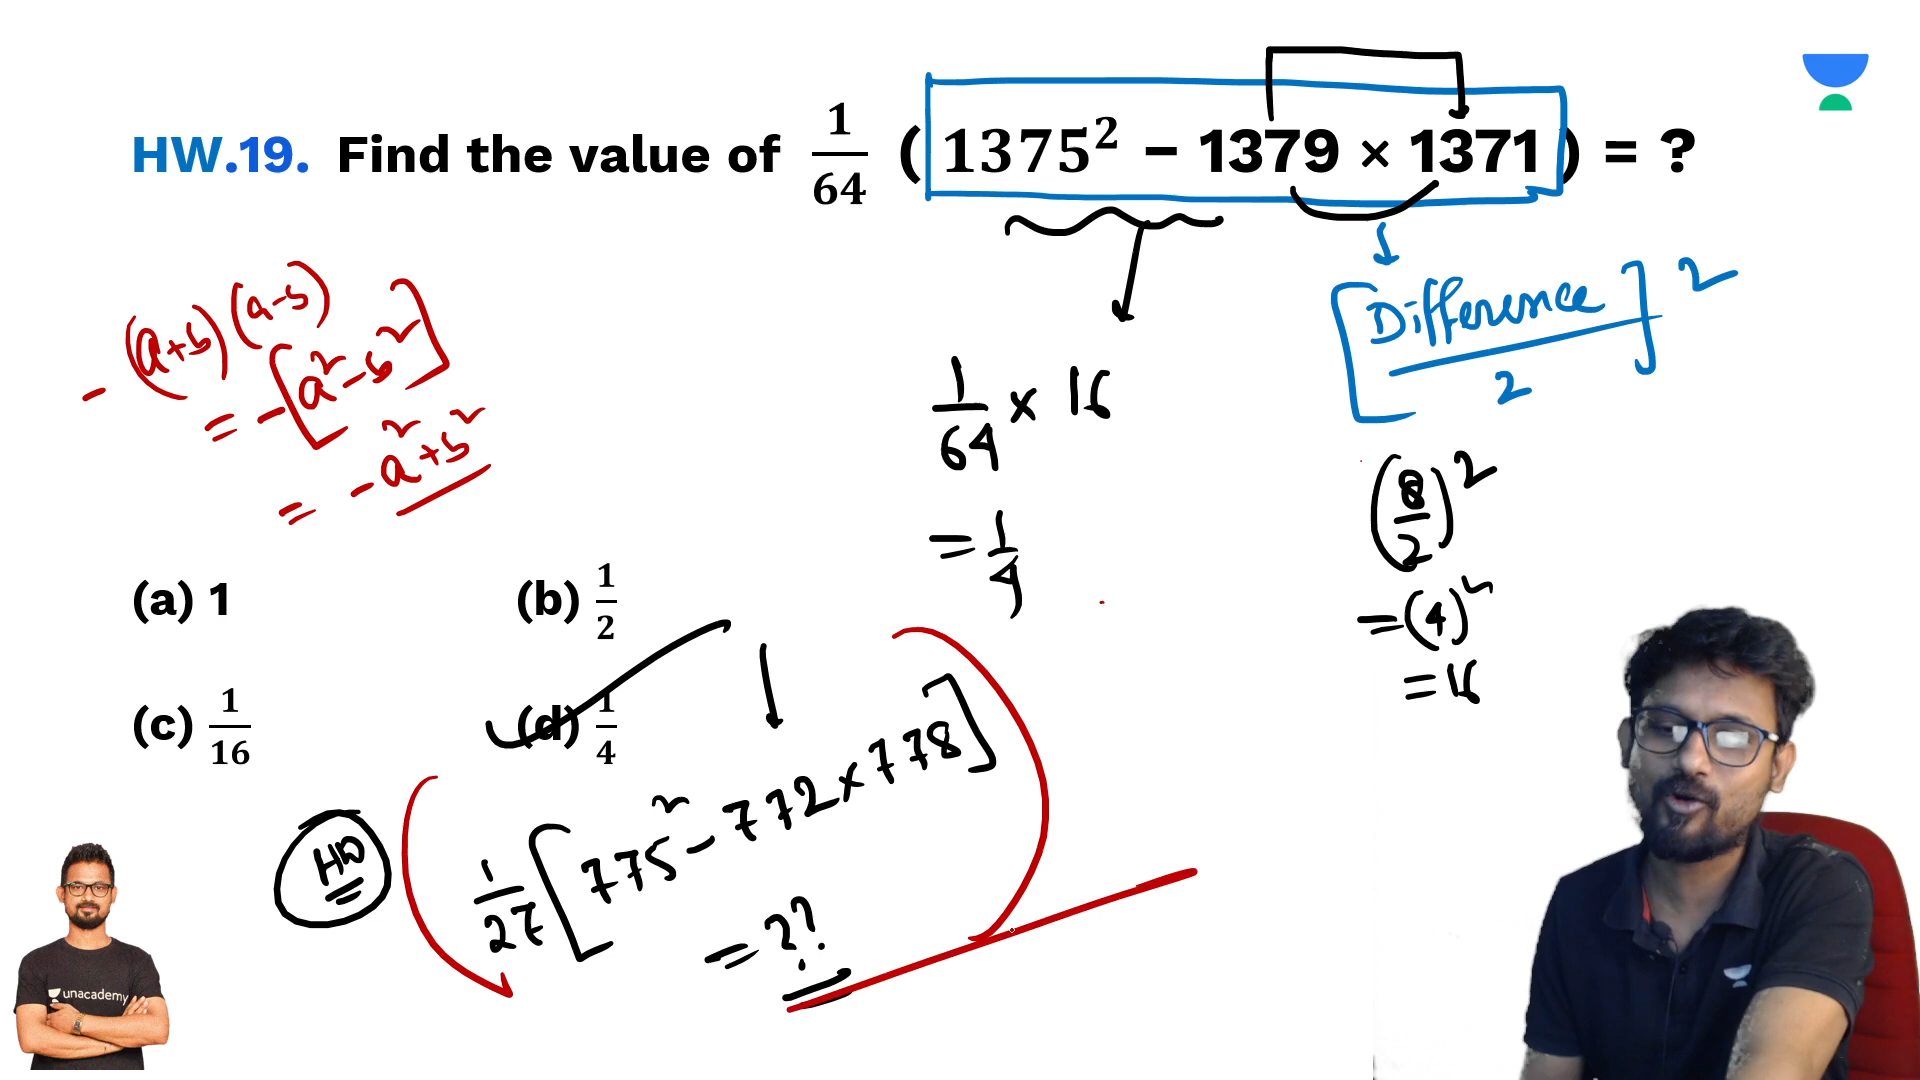 HW.19. Find the value of 1/64 (1375² − 1379 × 1371) = ?
[Difference/2]²
−(a+b)(a−b)
= −[a²−b²]
= −a²+b²
1/64 × 16
= 1/4
(8/2)²
=(4)²
=16
(a) 1
(b) 1/2
(c) 1/16
(d) 1/4
HW
1/27 [775² − 772×778]
= ??
unacademy